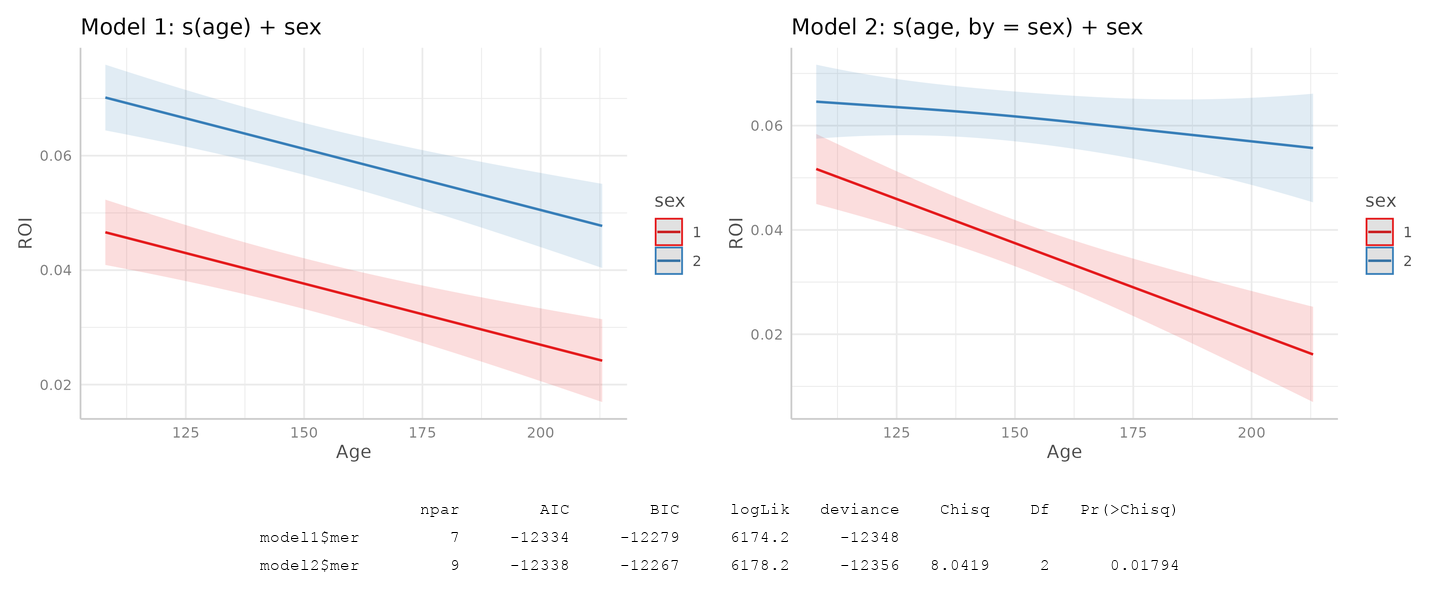 Model 1: s(age) + sex
0.06
0.04
0.02
ROI
125 150 175 200
Age
sex
1
2
Model 2: s(age, by = sex) + sex
0.06
0.04
0.02
ROI
125 150 175 200
Age
sex
1
2
npar AIC BIC logLik deviance Chisq Df Pr(>Chisq)
model1$mer 7 -12334 -12279 6174.2 -12348
model2$mer 9 -12338 -12267 6178.2 -12356 8.0419 2 0.01794